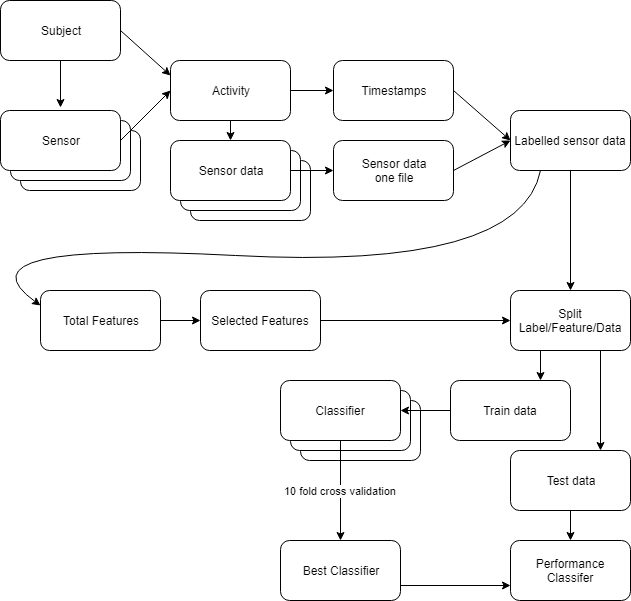 Subject
Activity
Timestamps
Sensor
Labelled sensor data
Sensor data
Sensor data
one file
Total Features
Selected Features
Split
Label/Feature/Data
Classifier
Train data
10 fold cross validation
Test data
Best Classifier
Performance
Classifer